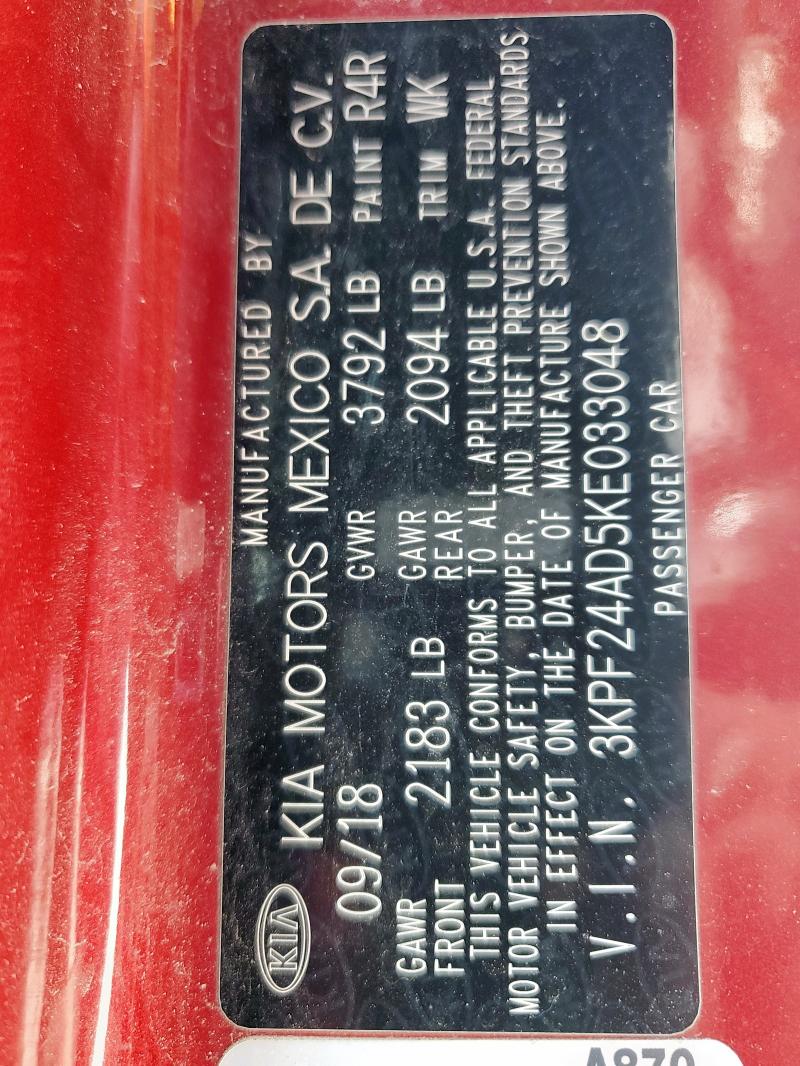 MANUFACTURED BY
KIA KIA MOTORS MEXICO S.A. DE C.V.
09/18 GVWR 3792 LB PAINT R4R
GAWR FRONT 2183 LB GAWR REAR 2094 LB TRIM WK
THIS VEHICLE CONFORMS TO ALL APPLICABLE U.S.A. FEDERAL
MOTOR VEHICLE SAFETY, BUMPER, AND THEFT PREVENTION STANDARDS
IN EFFECT ON THE DATE OF MANUFACTURE SHOWN ABOVE.
V.I.N. 3KPF24AD5KE033048
PASSENGER CAR